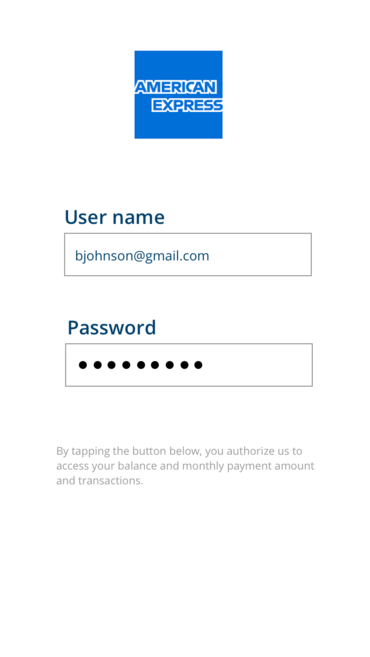 AMERICAN
EXPRESS
User name
bjohnson@gmail.com
Password
By tapping the button below, you authorize us to
access your balance and monthly payment amount
and transactions.